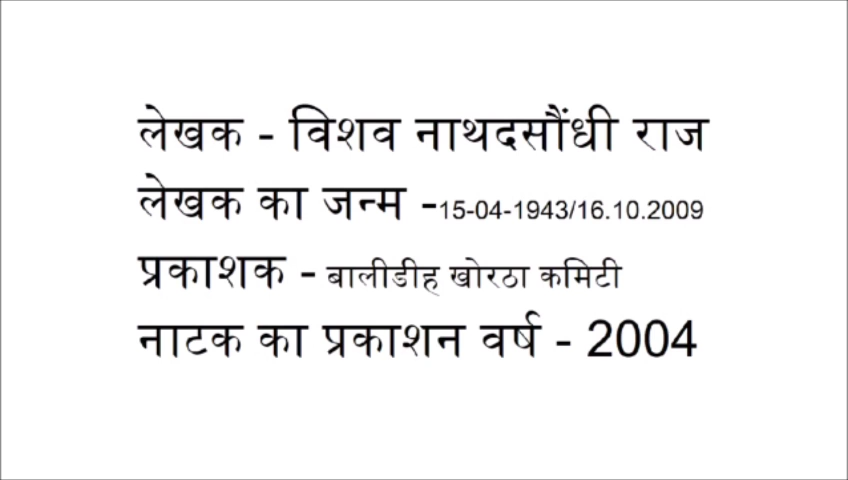 लेखक - विशव नाथदसौंधी राज
लेखक का जन्म -15-04-1943/16.10.2009
प्रकाशक - बालीडीह खोरठा कमिटी
नाटक का प्रकाशन वर्ष - 2004